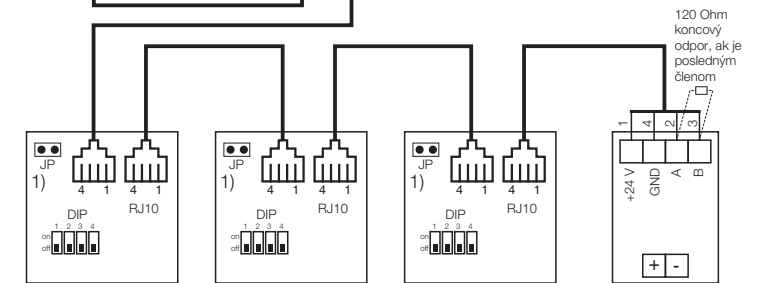 120 Ohm
koncový
odpor, ak je
posledným
členom
1 4 2 3
+24 V GND A B
+ -
JP
1)
4 1 4 1
RJ10
DIP
1 2 3 4
on
off
JP
1)
4 1 4 1
RJ10
DIP
1 2 3 4
on
off
JP
1)
4 1 4 1
RJ10
DIP
1 2 3 4
on
off